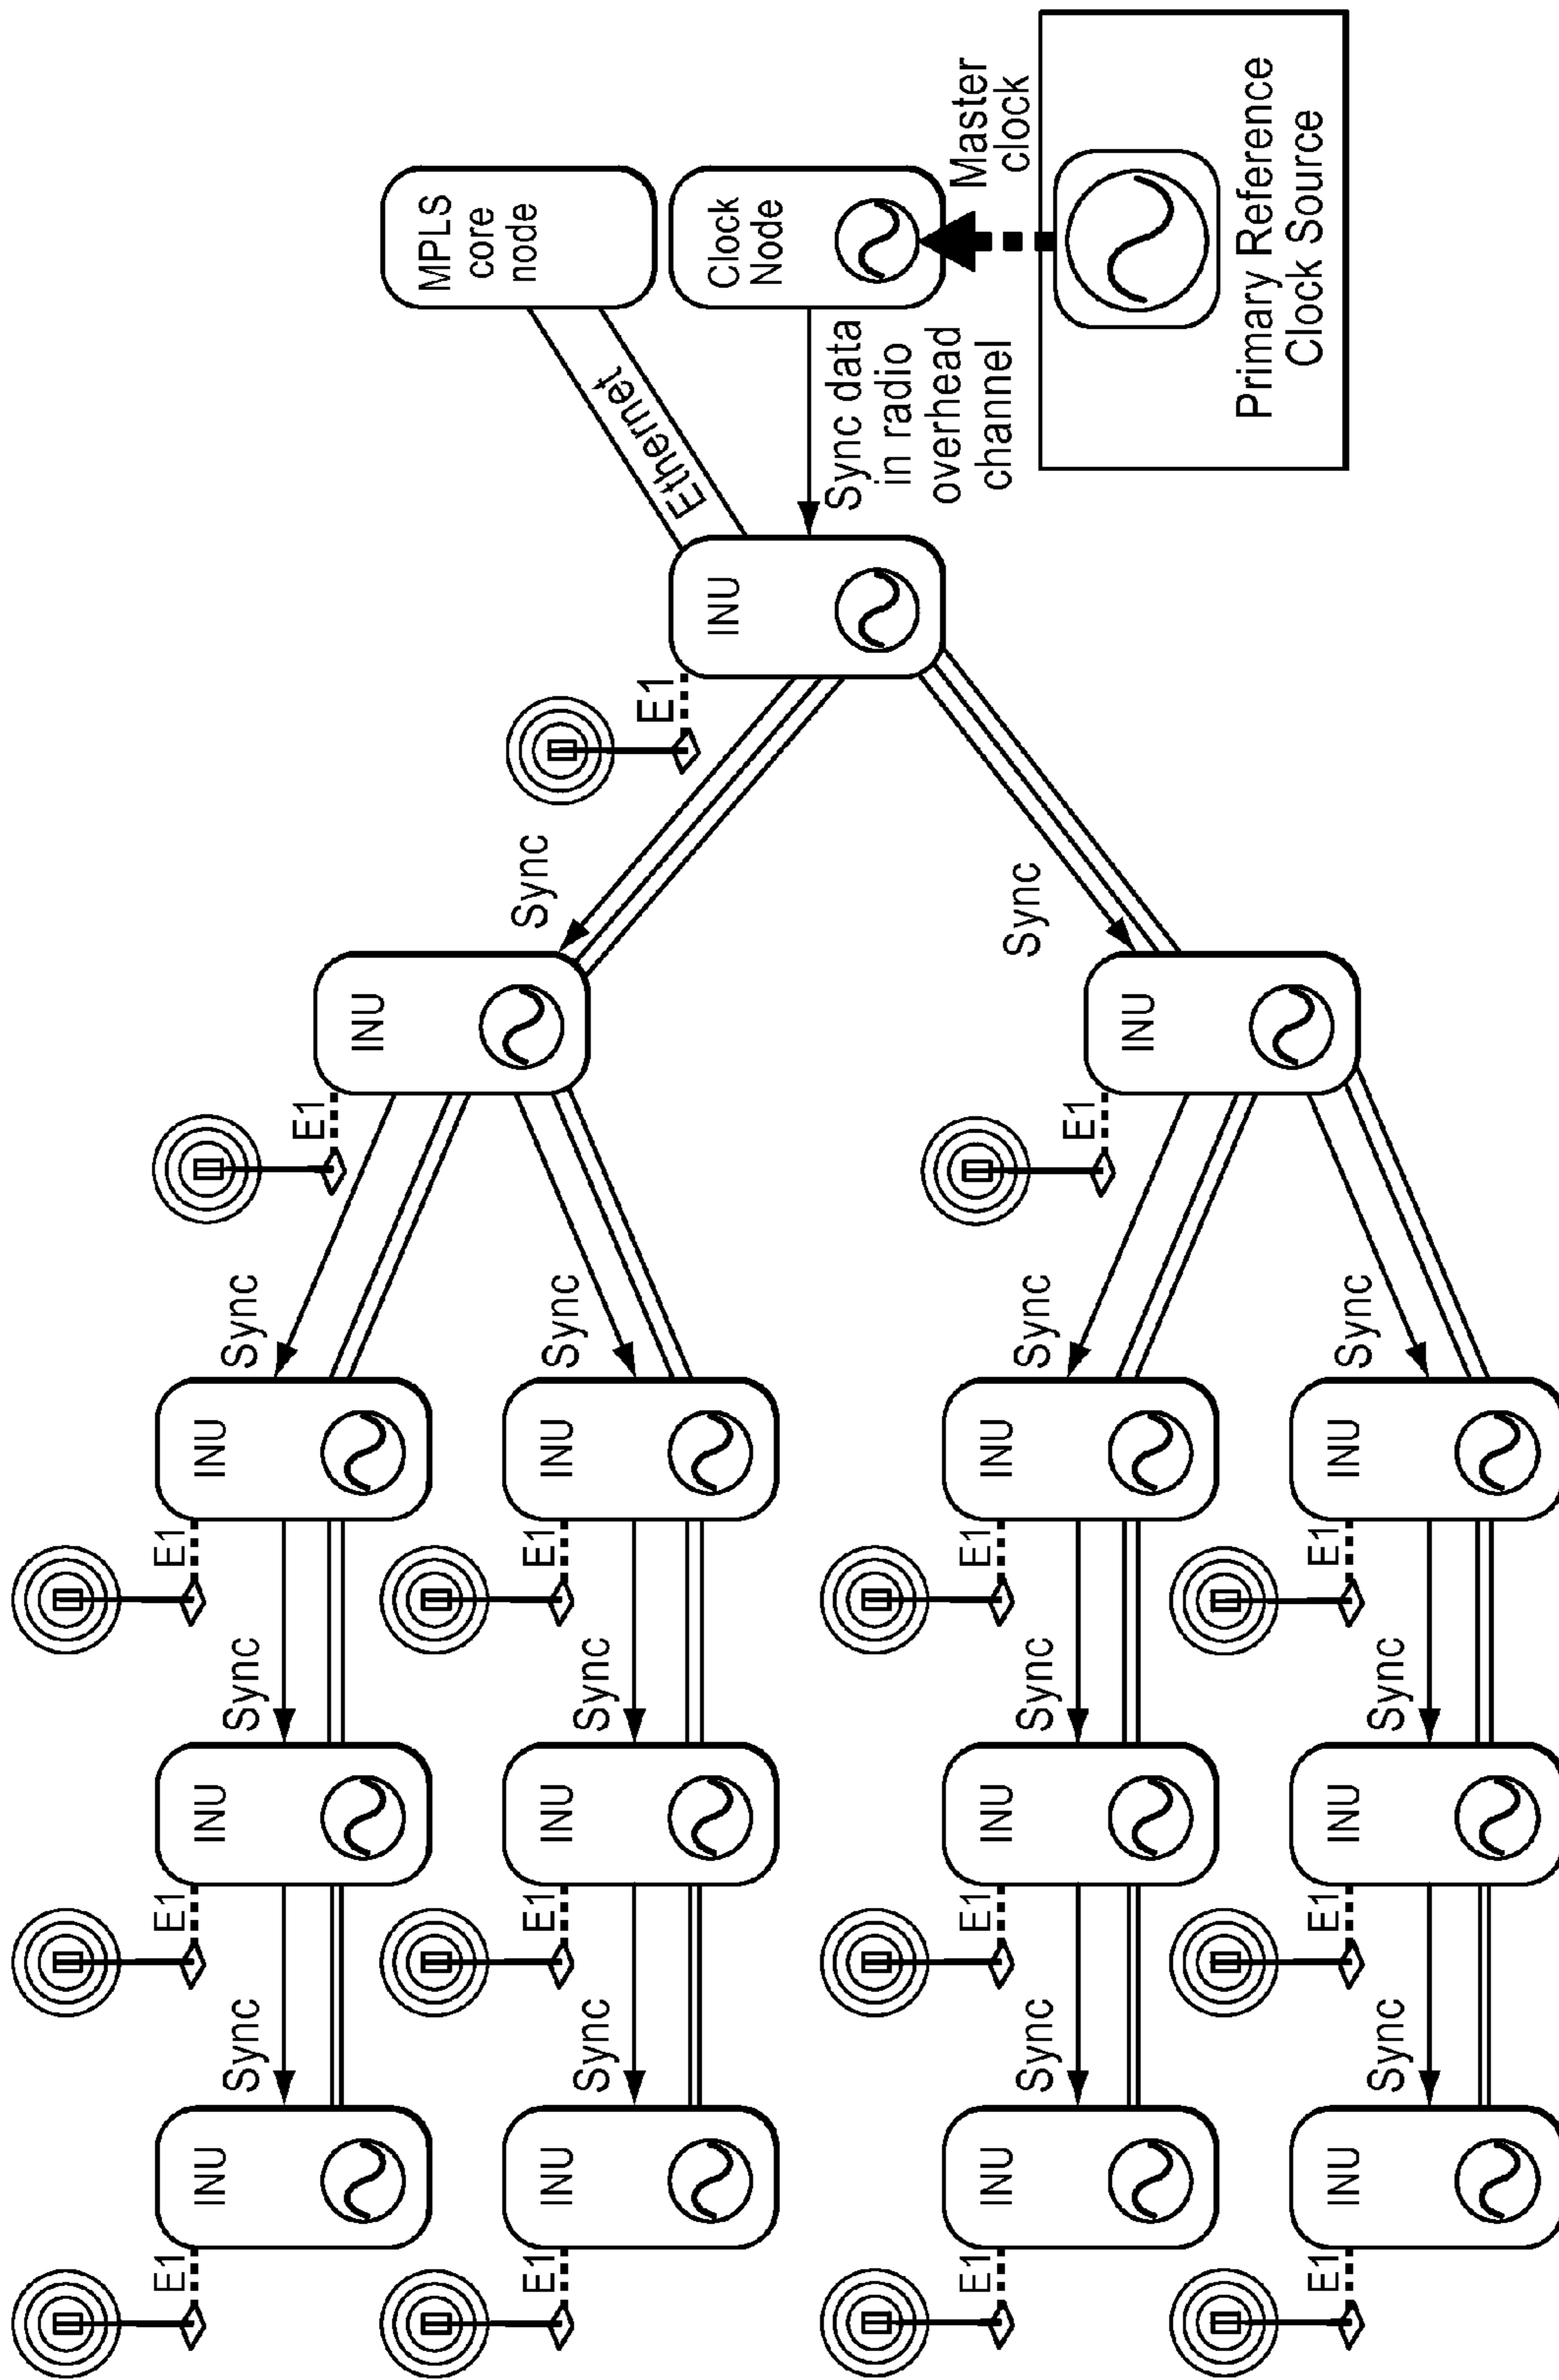 E1
E1
E1
INU
INU
INU
Sync
Sync
Sync
E1
INU
MPLS
core
node
Sync
E1
E1
E1
INU
INU
INU
Sync
Sync
Sync
Ethernet
E1
INU
Clock
Node
Sync data
in radio
overhead
channel
Master
clock
E1
E1
E1
INU
INU
INU
Sync
Sync
Sync
Sync
E1
INU
Primary Reference
Clock Source
E1
E1
E1
INU
INU
INU
Sync
Sync
Sync